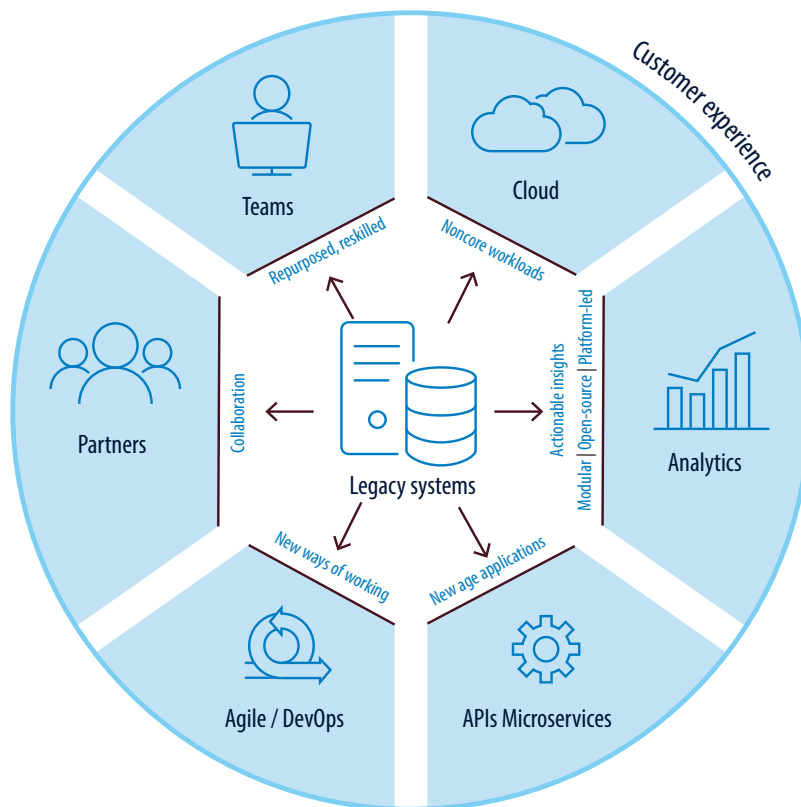 Customer experience
Teams
Cloud
Repurposed, reskilled
Noncore workloads
Partners
Collaboration
Legacy systems
Actionable insights
Modular | Open-source | Platform-led
Analytics
New ways of working
New age applications
Agile / DevOps
APIs Microservices